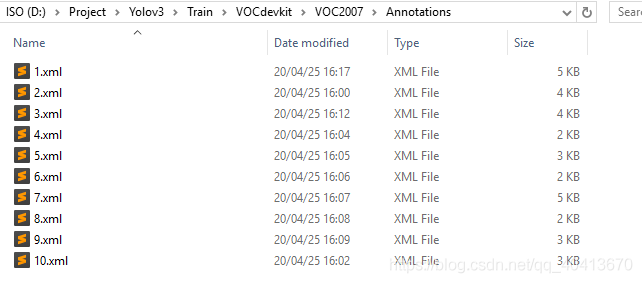 ISO (D:) > Project > Yolov3 > Train > VOCdevkit > VOC2007 > Annotations
Sear
Name Date modified Type Size
1.xml 20/04/25 16:17 XML File 5 KB
2.xml 20/04/25 16:00 XML File 4 KB
3.xml 20/04/25 16:12 XML File 4 KB
4.xml 20/04/25 16:04 XML File 2 KB
5.xml 20/04/25 16:05 XML File 3 KB
6.xml 20/04/25 16:06 XML File 2 KB
7.xml 20/04/25 16:07 XML File 5 KB
8.xml 20/04/25 16:08 XML File 2 KB
9.xml 20/04/25 16:09 XML File 3 KB
10.xml 20/04/25 16:02 XML File 3 KB